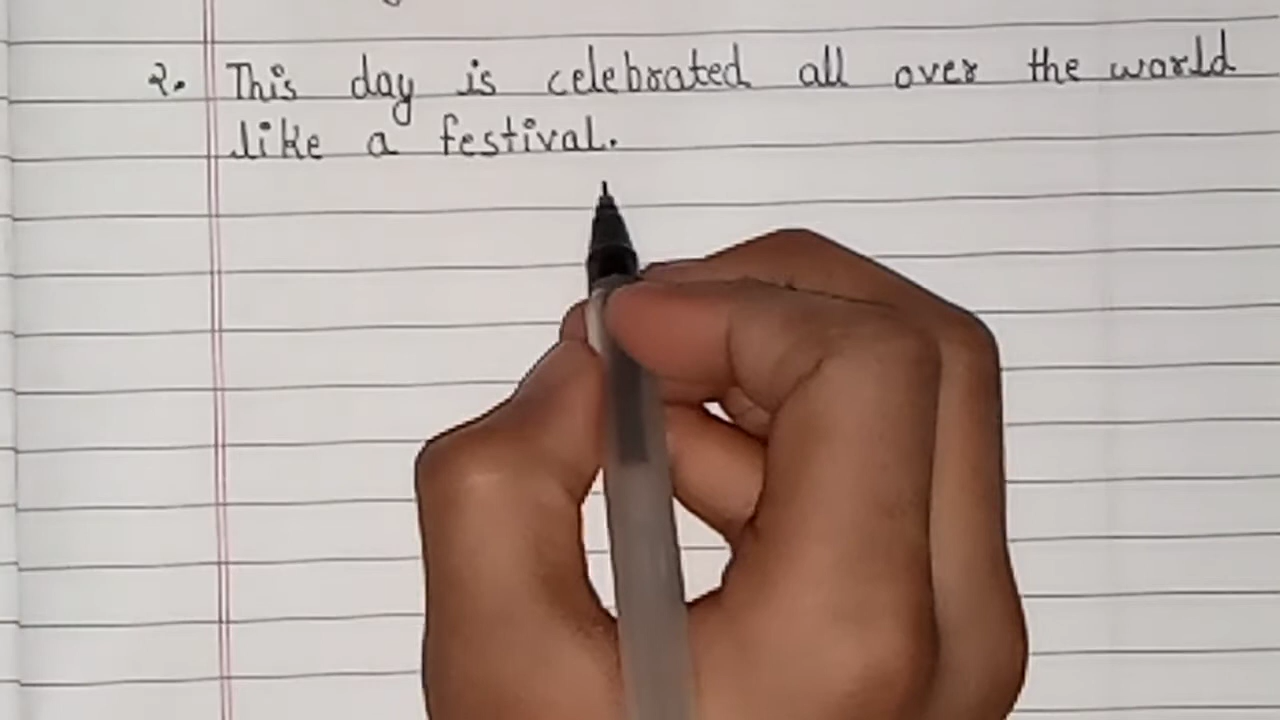 2. This day is celebrated all over the world
like a festival.